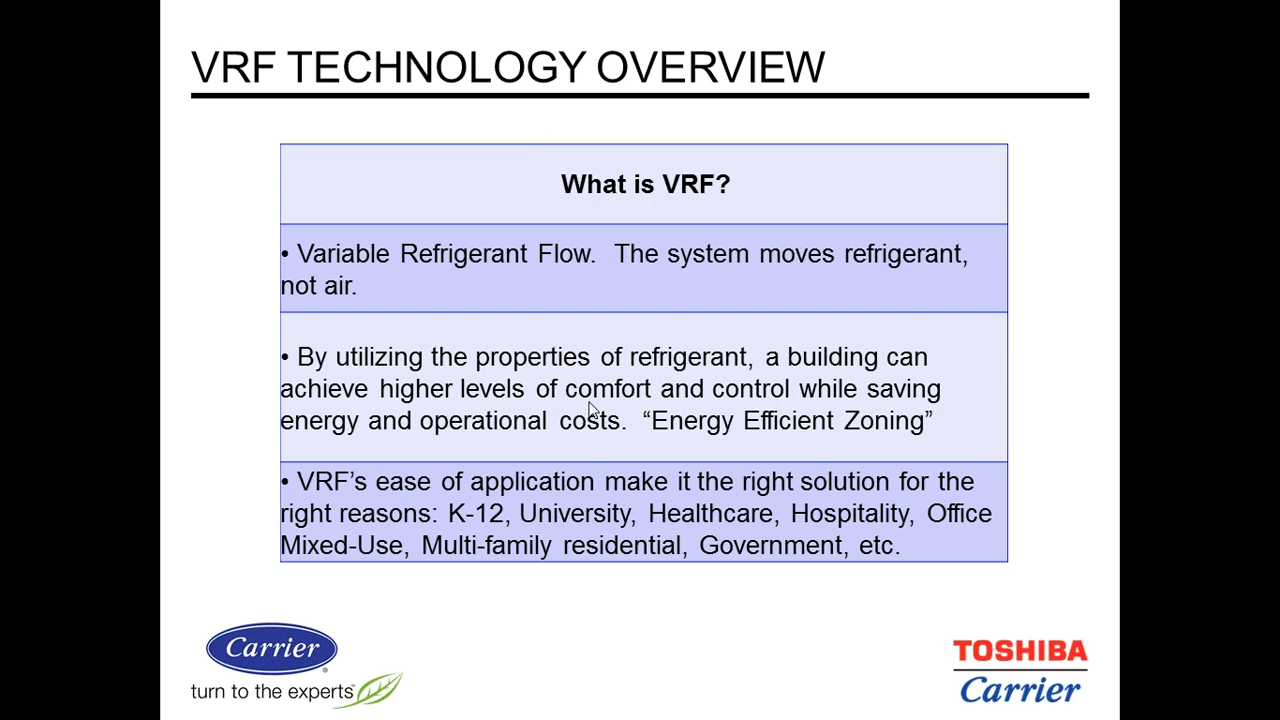 VRF TECHNOLOGY OVERVIEW
What is VRF?
• Variable Refrigerant Flow. The system moves refrigerant,
not air.
• By utilizing the properties of refrigerant, a building can
achieve higher levels of comfort and control while saving
energy and operational costs. “Energy Efficient Zoning”
• VRF’s ease of application make it the right solution for the
right reasons: K-12, University, Healthcare, Hospitality, Office
Mixed-Use, Multi-family residential, Government, etc.
Carrier®
turn to the experts™
TOSHIBA
Carrier